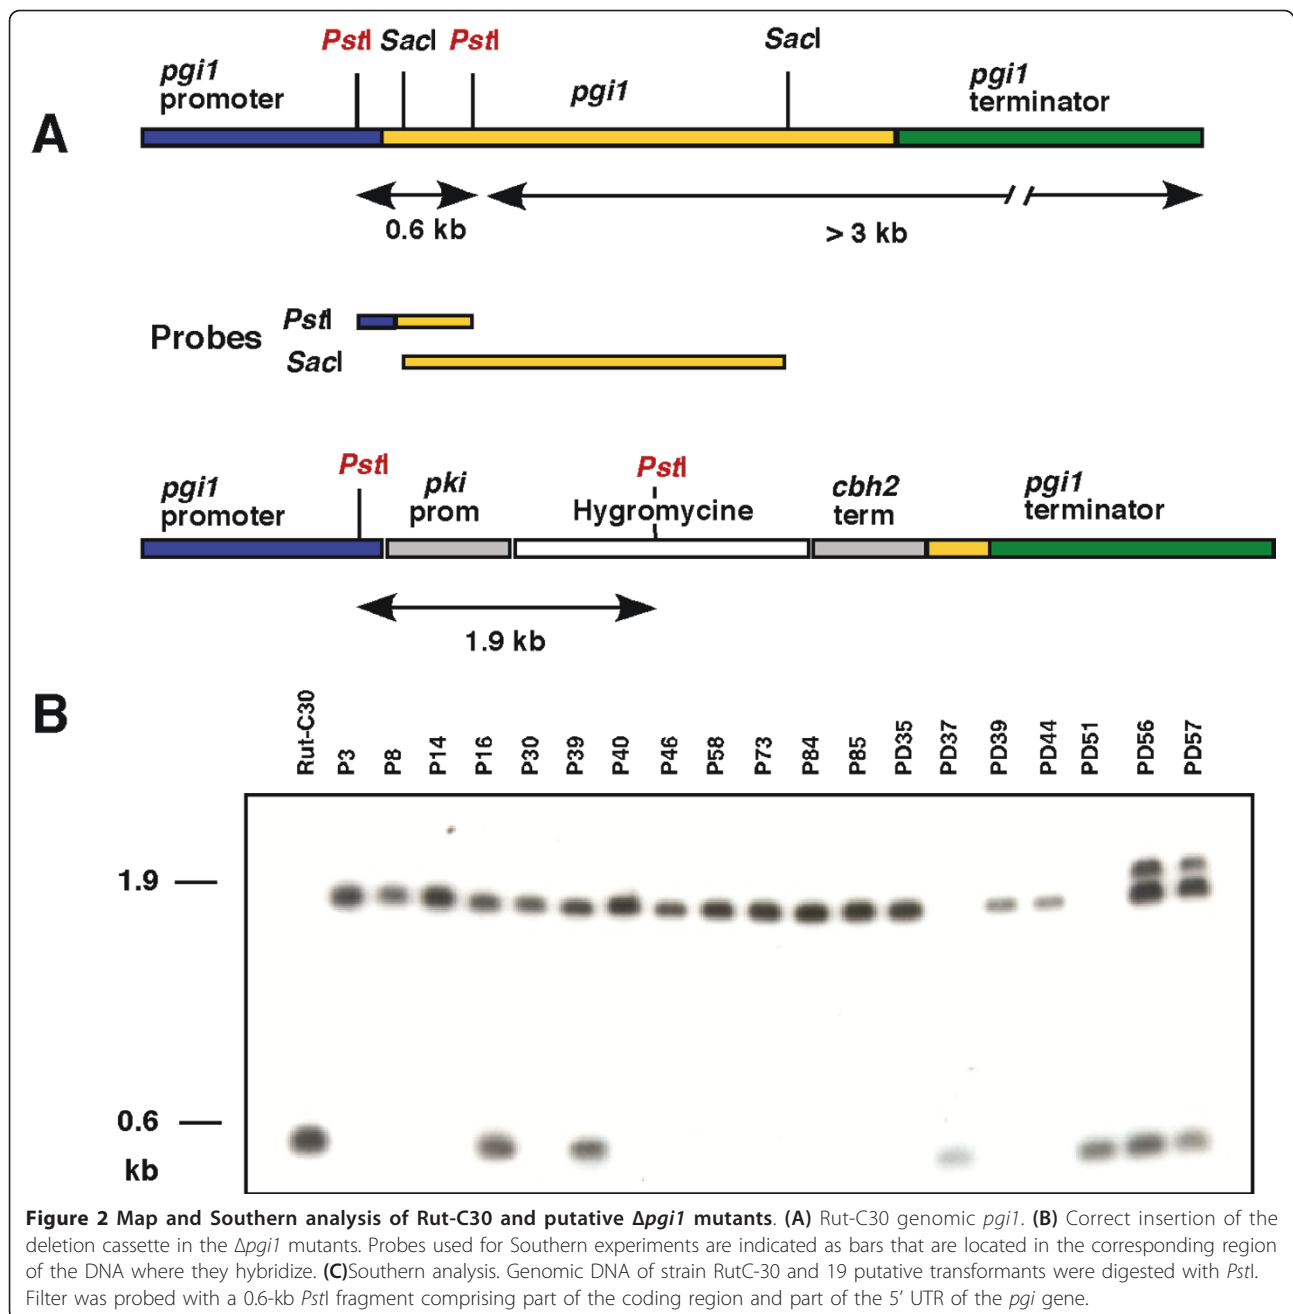 PstI SacI PstI SacI
pgi1 promoter
pgi1
pgi1 terminator
A
0.6 kb
> 3 kb
Probes
PstI
SacI
PstI
PstI
pgi1 promoter
pki prom
Hygromycine
cbh2 term
pgi1 terminator
1.9 kb
B
Rut-C30 P3 P8 P14 P16 P30 P39 P40 P46 P58 P73 P84 P85 PD35 PD37 PD39 PD44 PD51 PD56 PD57
1.9
0.6
kb
Figure 2 Map and Southern analysis of Rut-C30 and putative Δpgi1 mutants. (A) Rut-C30 genomic pgi1. (B) Correct insertion of the
deletion cassette in the Δpgi1 mutants. Probes used for Southern experiments are indicated as bars that are located in the corresponding region
of the DNA where they hybridize. (C)Southern analysis. Genomic DNA of strain RutC-30 and 19 putative transformants were digested with PstI.
Filter was probed with a 0.6-kb PstI fragment comprising part of the coding region and part of the 5' UTR of the pgi gene.